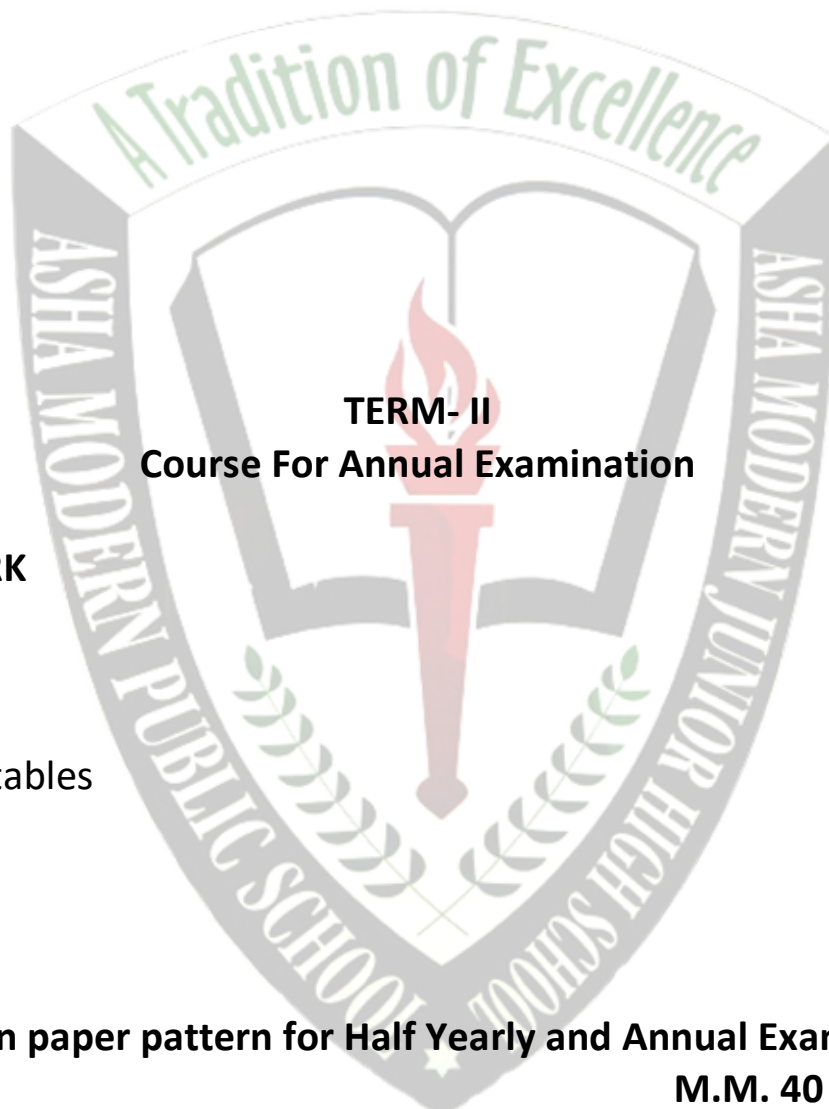 A Tradition of Excellence
ASHA MODERN PUBLIC SCHOOL
ASHA MODERN JUNIOR HIGH SCHOOL
TERM- II
Course For Annual Examination
RK
tables
n paper pattern for Half Yearly and Annual Exa
M.M. 40